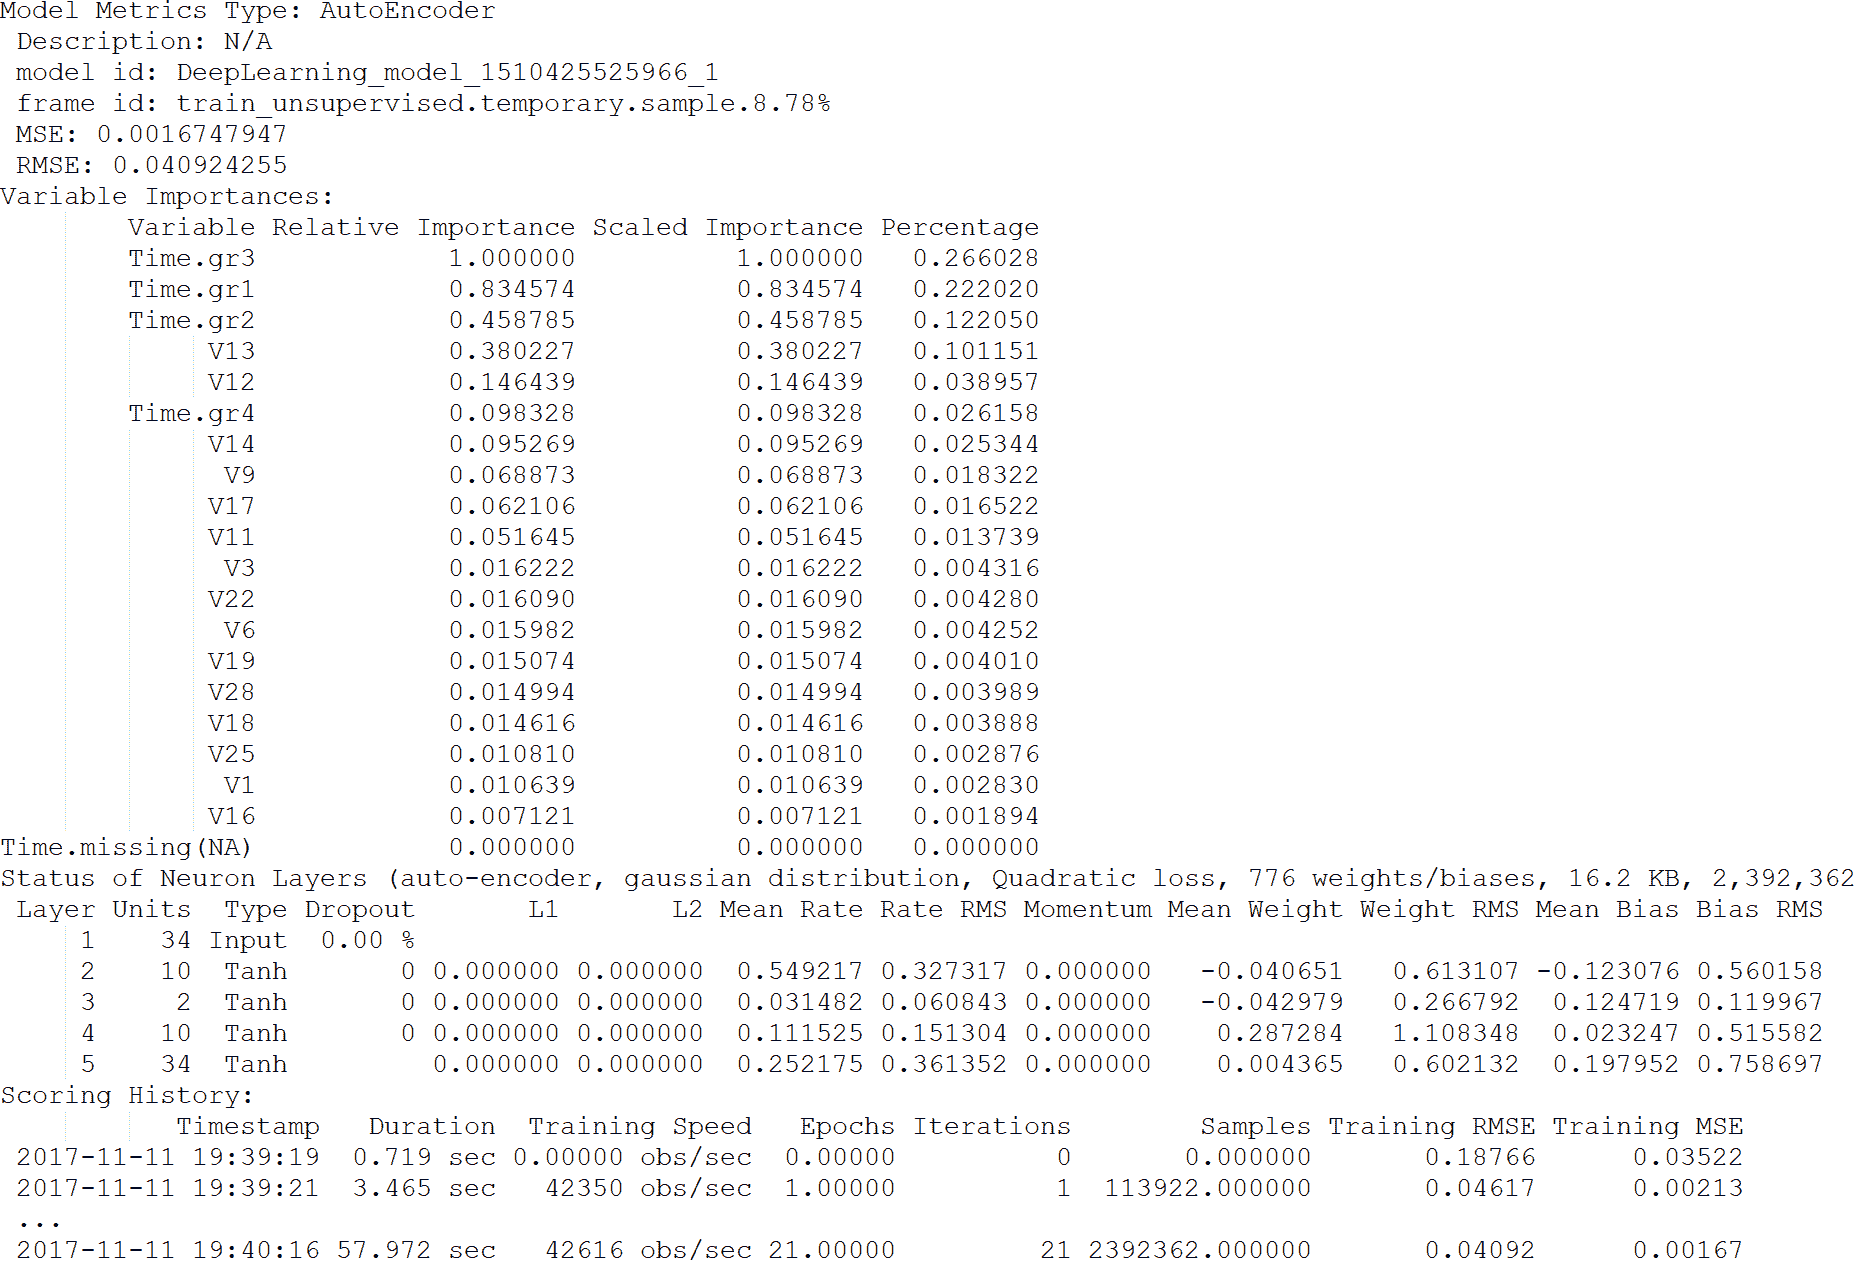 Model Metrics Type: AutoEncoder
Description: N/A
model id: DeepLearning_model_1510425525966_1
frame id: train_unsupervised.temporary.sample.8.78%
MSE: 0.0016747947
RMSE: 0.040924255
Variable Importances:
Variable Relative Importance Scaled Importance Percentage
Time.gr3 1.000000 1.000000 0.266028
Time.gr1 0.834574 0.834574 0.222020
Time.gr2 0.458785 0.458785 0.122050
V13 0.380227 0.380227 0.101151
V12 0.146439 0.146439 0.038957
Time.gr4 0.098328 0.098328 0.026158
V14 0.095269 0.095269 0.025344
V9 0.068873 0.068873 0.018322
V17 0.062106 0.062106 0.016522
V11 0.051645 0.051645 0.013739
V3 0.016222 0.016222 0.004316
V22 0.016090 0.016090 0.004280
V6 0.015982 0.015982 0.004252
V19 0.015074 0.015074 0.004010
V28 0.014994 0.014994 0.003989
V18 0.014616 0.014616 0.003888
V25 0.010810 0.010810 0.002876
V1 0.010639 0.010639 0.002830
V16 0.007121 0.007121 0.001894
Time.missing(NA) 0.000000 0.000000 0.000000
Status of Neuron Layers (auto-encoder, gaussian distribution, Quadratic loss, 776 weights/biases, 16.2 KB, 2,392,362
Layer Units Type Dropout L1 L2 Mean Rate Rate RMS Momentum Mean Weight Weight RMS Mean Bias Bias RMS
1 34 Input 0.00 %
2 10 Tanh 0 0.000000 0.000000 0.549217 0.327317 0.000000 -0.040651 0.613107 -0.123076 0.560158
3 2 Tanh 0 0.000000 0.000000 0.031482 0.060843 0.000000 -0.042979 0.266792 0.124719 0.119967
4 10 Tanh 0 0.000000 0.000000 0.111525 0.151304 0.000000 0.287284 1.108348 0.023247 0.515582
5 34 Tanh 0.000000 0.000000 0.252175 0.361352 0.000000 0.004365 0.602132 0.197952 0.758697
Scoring History:
Timestamp Duration Training Speed Epochs Iterations Samples Training RMSE Training MSE
2017-11-11 19:39:19 0.719 sec 0.00000 obs/sec 0.00000 0 0.000000 0.18766 0.03522
2017-11-11 19:39:21 3.465 sec 42350 obs/sec 1.00000 1 113922.000000 0.04617 0.00213
...
2017-11-11 19:40:16 57.972 sec 42616 obs/sec 21.00000 21 2392362.000000 0.04092 0.00167